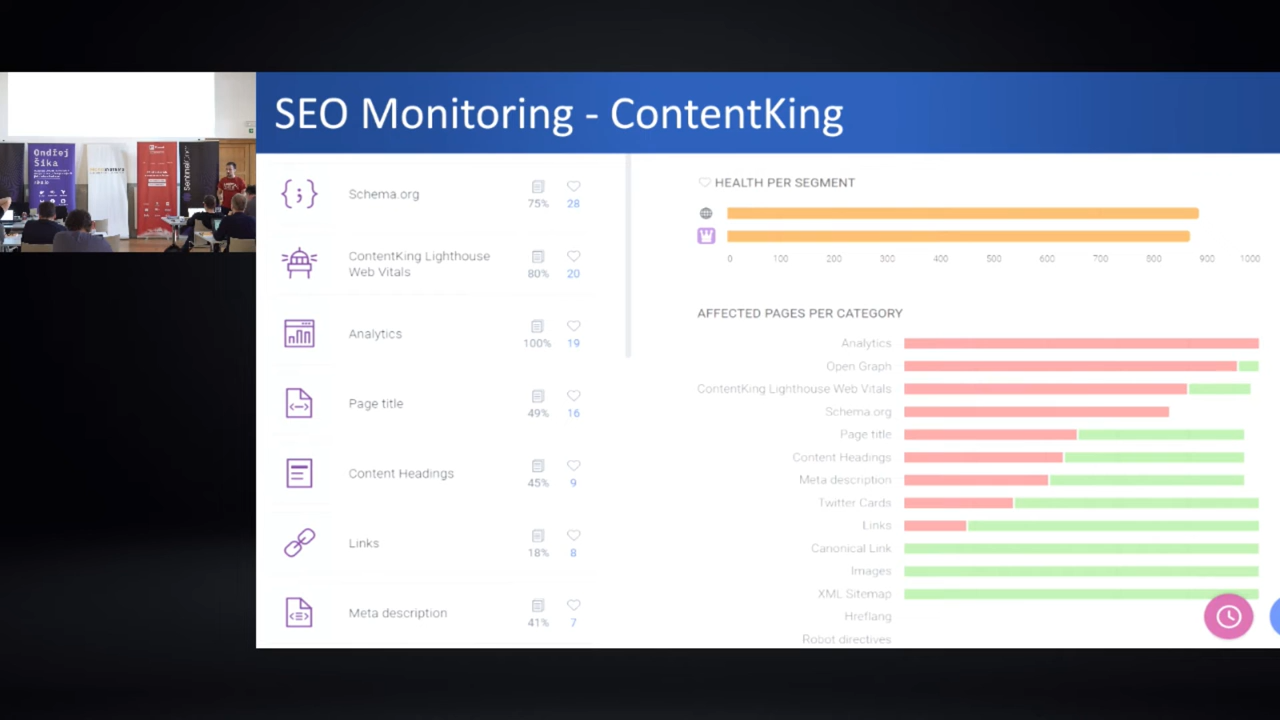 SEO Monitoring - ContentKing
Ondřej
Šika
SentinelOne
Schema.org
75%
28
ContentKing Lighthouse
Web Vitals
80%
20
Analytics
100%
19
Page title
49%
16
Content Headings
45%
9
Links
18%
8
Meta description
41%
7
HEALTH PER SEGMENT
0 100 200 300 400 500 600 700 800 900 1000
AFFECTED PAGES PER CATEGORY
Analytics
Open Graph
ContentKing Lighthouse Web Vitals
Schema.org
Page title
Content Headings
Meta description
Twitter Cards
Links
Canonical Link
Images
XML Sitemap
Hreflang
Robot directives